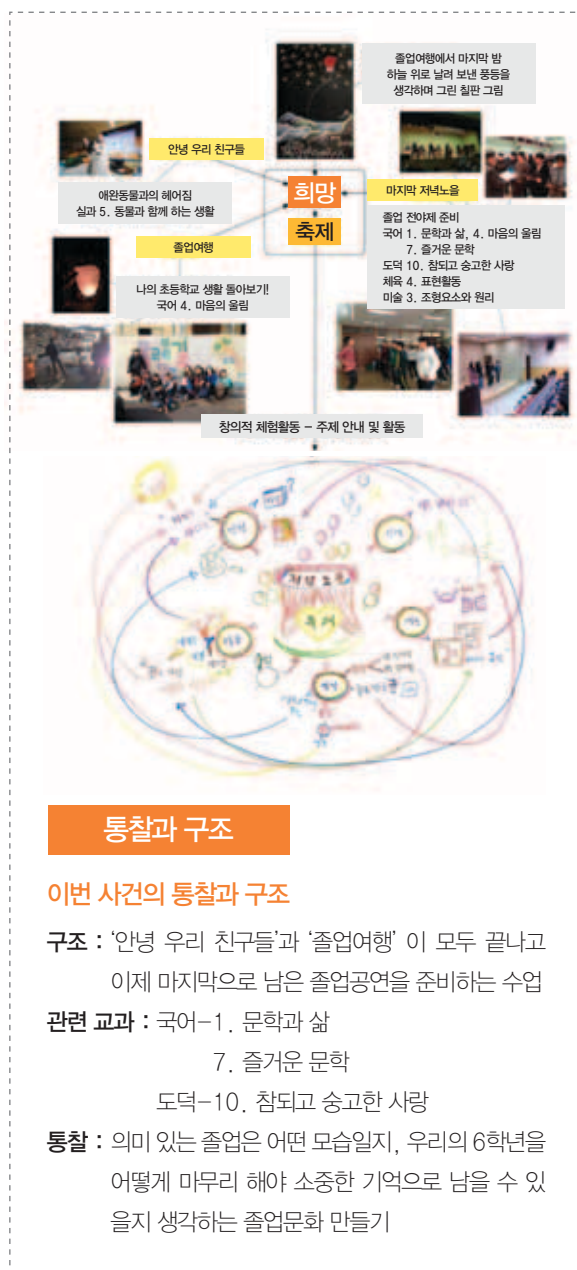 졸업여행에서 마지막 밤
하늘 위로 날려 보낸 풍등을
생각하며 그린 칠판 그림
안녕 우리 친구들
애완동물과의 헤어짐
실과 5. 동물과 함께 하는 생활
희망
축제
마지막 저녁노을
졸업 전야제 준비
국어 1. 문학과 삶, 4. 마음의 울림
7. 즐거운 문학
도덕 10. 참되고 숭고한 사랑
체육 4. 표현활동
미술 3. 조형요소와 원리
졸업여행
나의 초등학교 생활 돌아보기!
국어 4. 마음의 울림
창의적 체험활동 – 주제 안내 및 활동
축제
통찰과 구조
이번 사건의 통찰과 구조
구조 : ‘안녕 우리 친구들’과 ‘졸업여행’ 이 모두 끝나고
이제 마지막으로 남은 졸업공연을 준비하는 수업
관련 교과 : 국어–1. 문학과 삶
7. 즐거운 문학
도덕–10. 참되고 숭고한 사랑
통찰 : 의미 있는 졸업은 어떤 모습일지, 우리의 6학년을
어떻게 마무리 해야 소중한 기억으로 남을 수 있
을지 생각하는 졸업문화 만들기